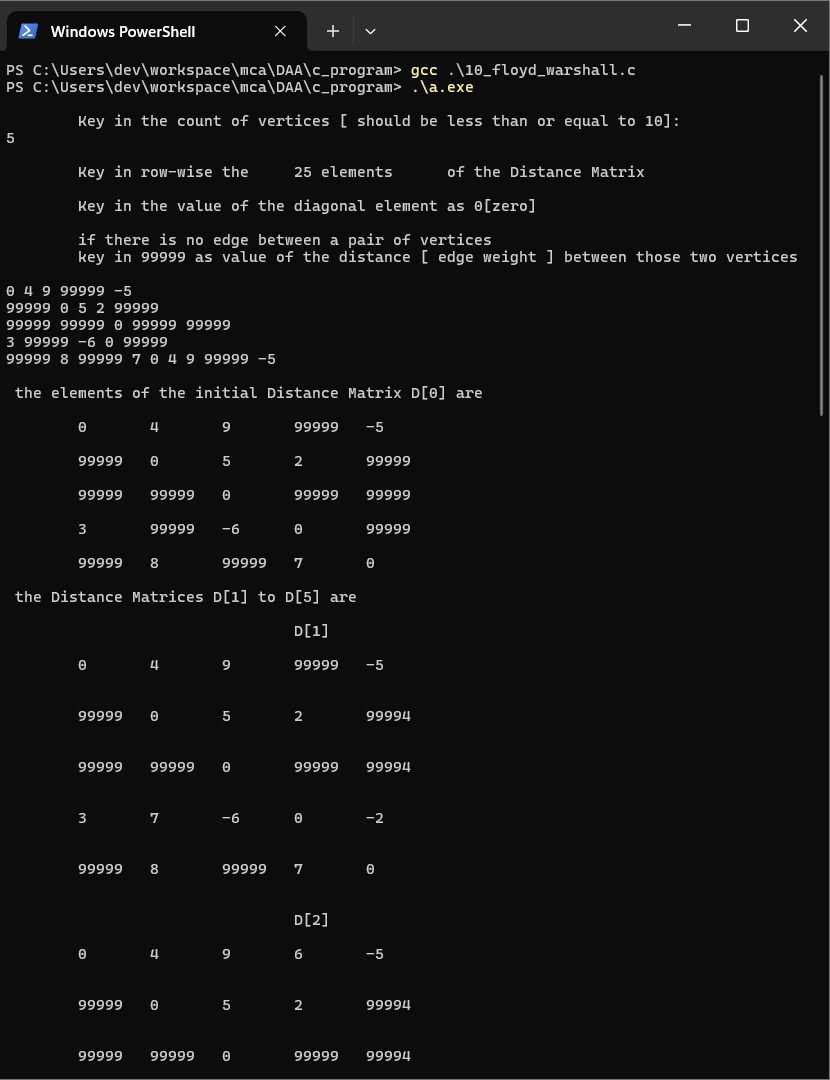 Windows PowerShell
PS C:\Users\dev\workspace\mca\DAA\c_program> gcc .\10_floyd_warshall.c
PS C:\Users\dev\workspace\mca\DAA\c_program> .\a.exe
Key in the count of vertices [ should be less than or equal to 10]:
5
Key in row-wise the     25 elements      of the Distance Matrix
Key in the value of the diagonal element as 0[zero]
if there is no edge between a pair of vertices
key in 99999 as value of the distance [ edge weight ] between those two vertices
0 4 9 99999 -5
99999 0 5 2 99999
99999 99999 0 99999 99999
3 99999 -6 0 99999
99999 8 99999 7 0 4 9 99999 -5
the elements of the initial Distance Matrix D[0] are
0       4       9       99999   -5
99999   0       5       2       99999
99999   99999   0       99999   99999
3       99999   -6      0       99999
99999   8       99999   7       0
the Distance Matrices D[1] to D[5] are
D[1]
0       4       9       99999   -5
99999   0       5       2       99994
99999   99999   0       99999   99994
3       7       -6      0       -2
99999   8       99999   7       0
D[2]
0       4       9       6       -5
99999   0       5       2       99994
99999   99999   0       99999   99994